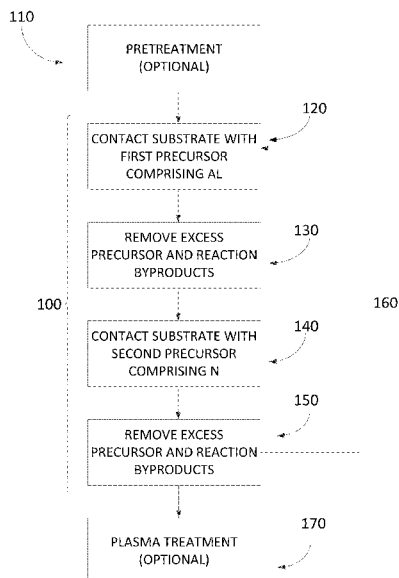 110
PRETREATMENT
(OPTIONAL)
120
CONTACT SUBSTRATE WITH
FIRST PRECURSOR
COMPRISING AL
130
REMOVE EXCESS
PRECURSOR AND REACTION
BYPRODUCTS
100
160
140
CONTACT SUBSTRATE WITH
SECOND PRECURSOR
COMPRISING N
150
REMOVE EXCESS
PRECURSOR AND REACTION
BYPRODUCTS
170
PLASMA TREATMENT
(OPTIONAL)